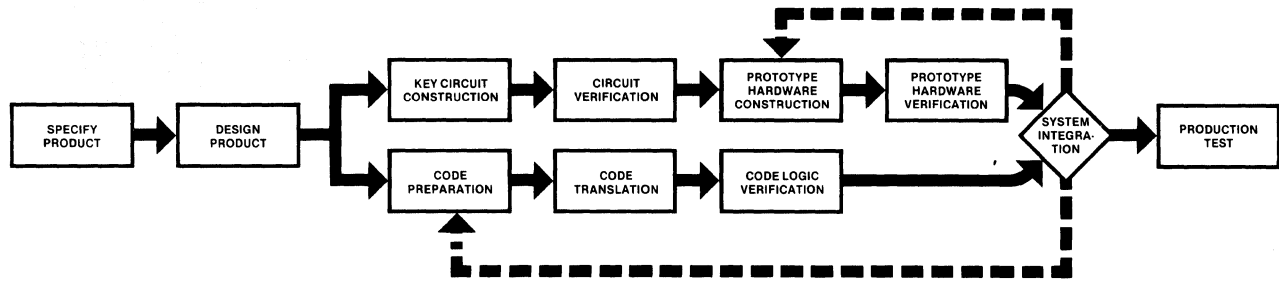 SPECIFY
PRODUCT
DESIGN
PRODUCT
KEY CIRCUIT
CONSTRUCTION
CIRCUIT
VERIFICATION
PROTOTYPE
HARDWARE
CONSTRUCTION
PROTOTYPE
HARDWARE
VERIFICATION
CODE
PREPARATION
CODE
TRANSLATION
CODE LOGIC
VERIFICATION
SYSTEM
INTEGRA-
TION
PRODUCTION
TEST